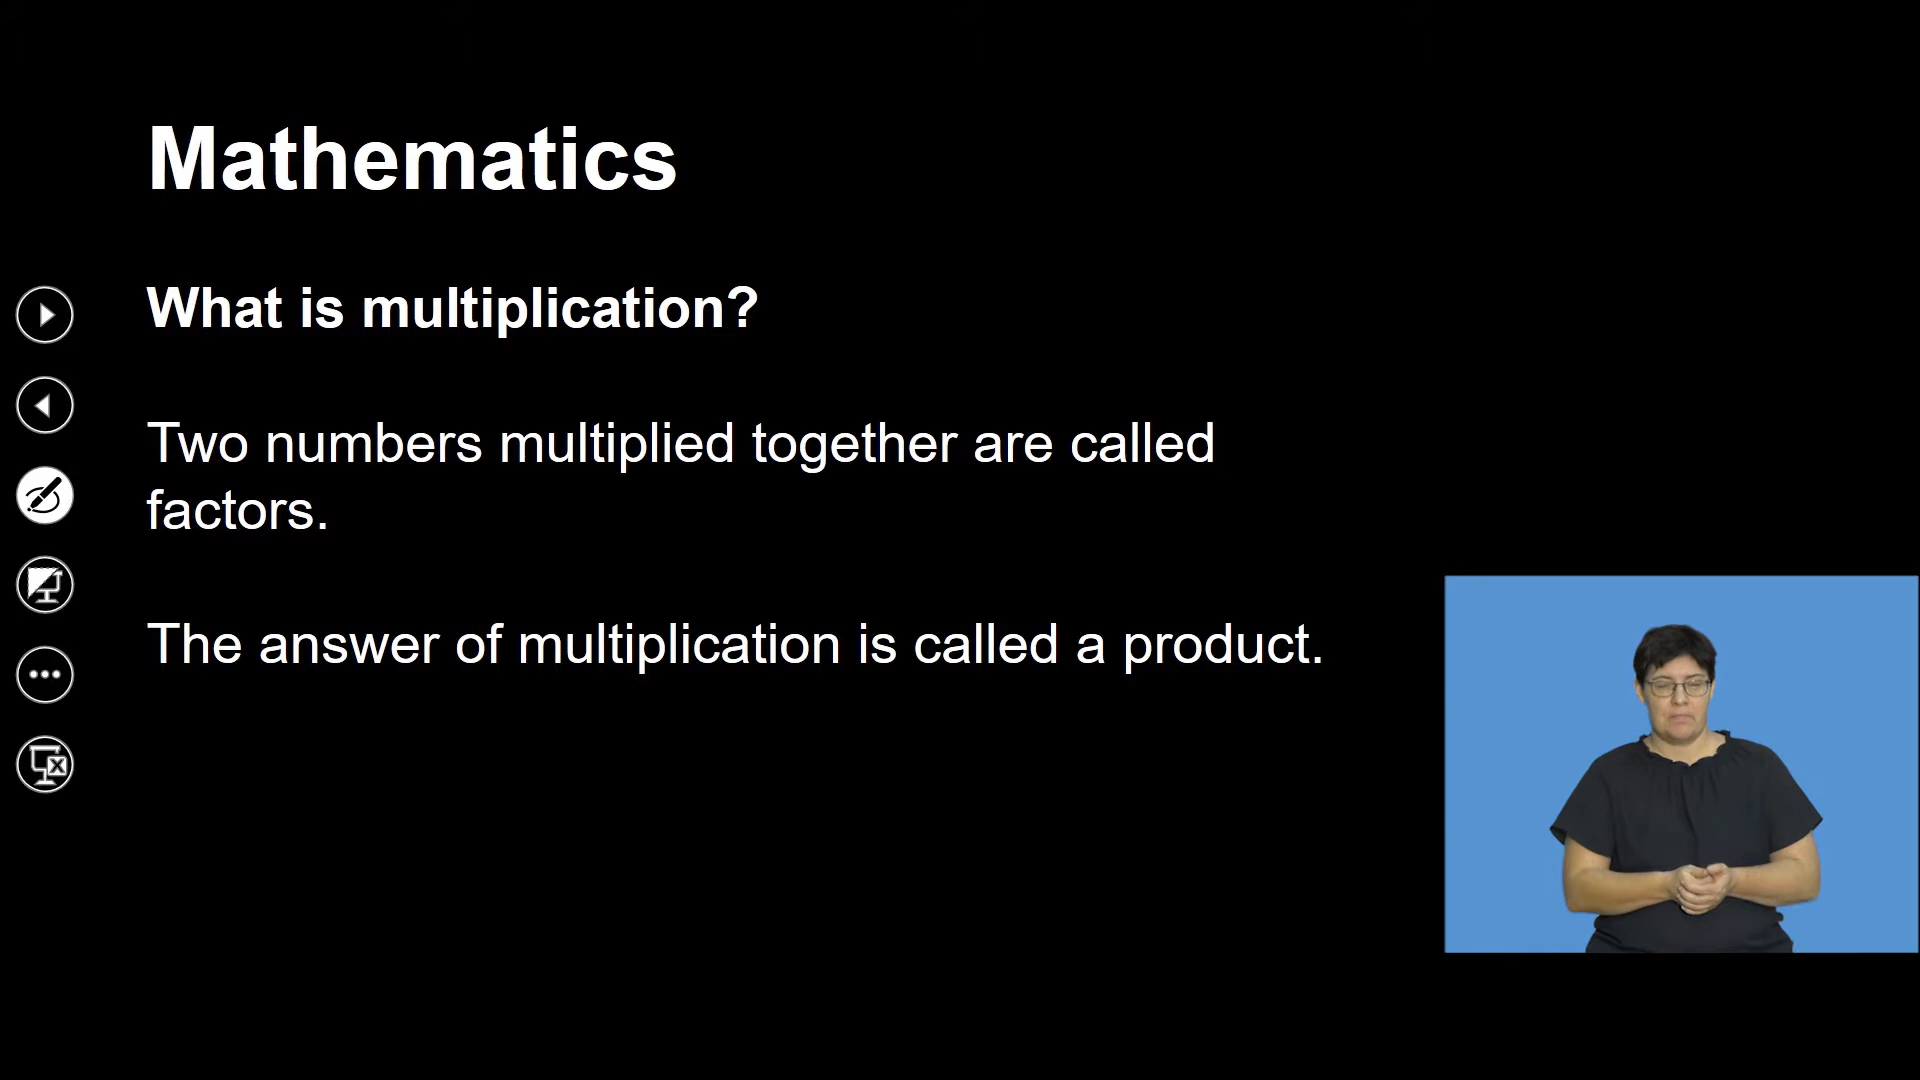 Mathematics
What is multiplication?
Two numbers multiplied together are called
factors.
The answer of multiplication is called a product.